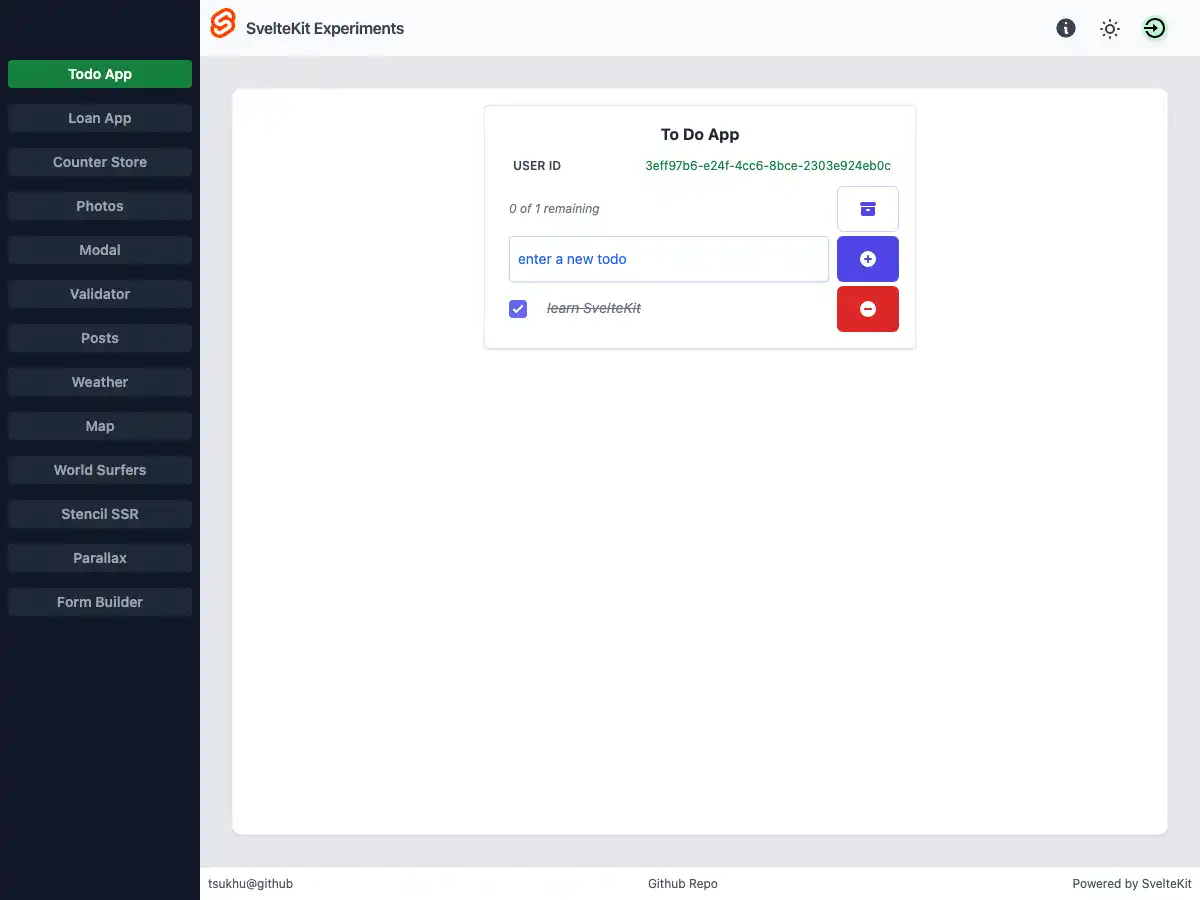 SvelteKit Experiments
Todo App
Loan App
Counter Store
Photos
Modal
Validator
Posts
Weather
Map
World Surfers
Stencil SSR
Parallax
Form Builder
To Do App
USER ID 3eff97b6-e24f-4cc6-8bce-2303e924eb0c
0 of 1 remaining
enter a new todo
learn SvelteKit
tsukhu@github Github Repo Powered by SvelteKit